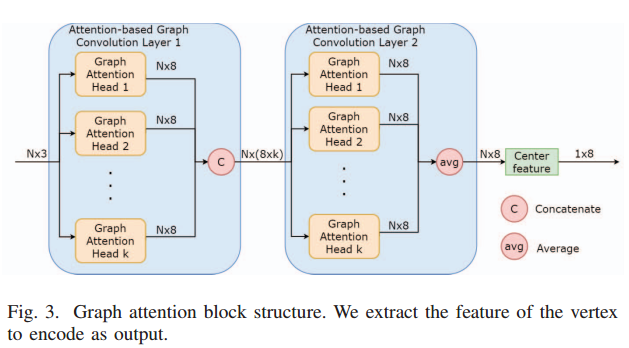 Attention-based Graph
Convolution Layer 1
Attention-based Graph
Convolution Layer 2
Nx3
Graph
Attention
Head 1
Nx8
Graph
Attention
Head 2
Nx8
Graph
Attention
Head k
Nx8
C
Nx(8xk)
Graph
Attention
Head 1
Nx8
Graph
Attention
Head 2
Nx8
Graph
Attention
Head k
Nx8
avg
Nx8
Center
feature
1x8
C Concatenate
avg Average
Fig. 3. Graph attention block structure. We extract the feature of the vertex
to encode as output.